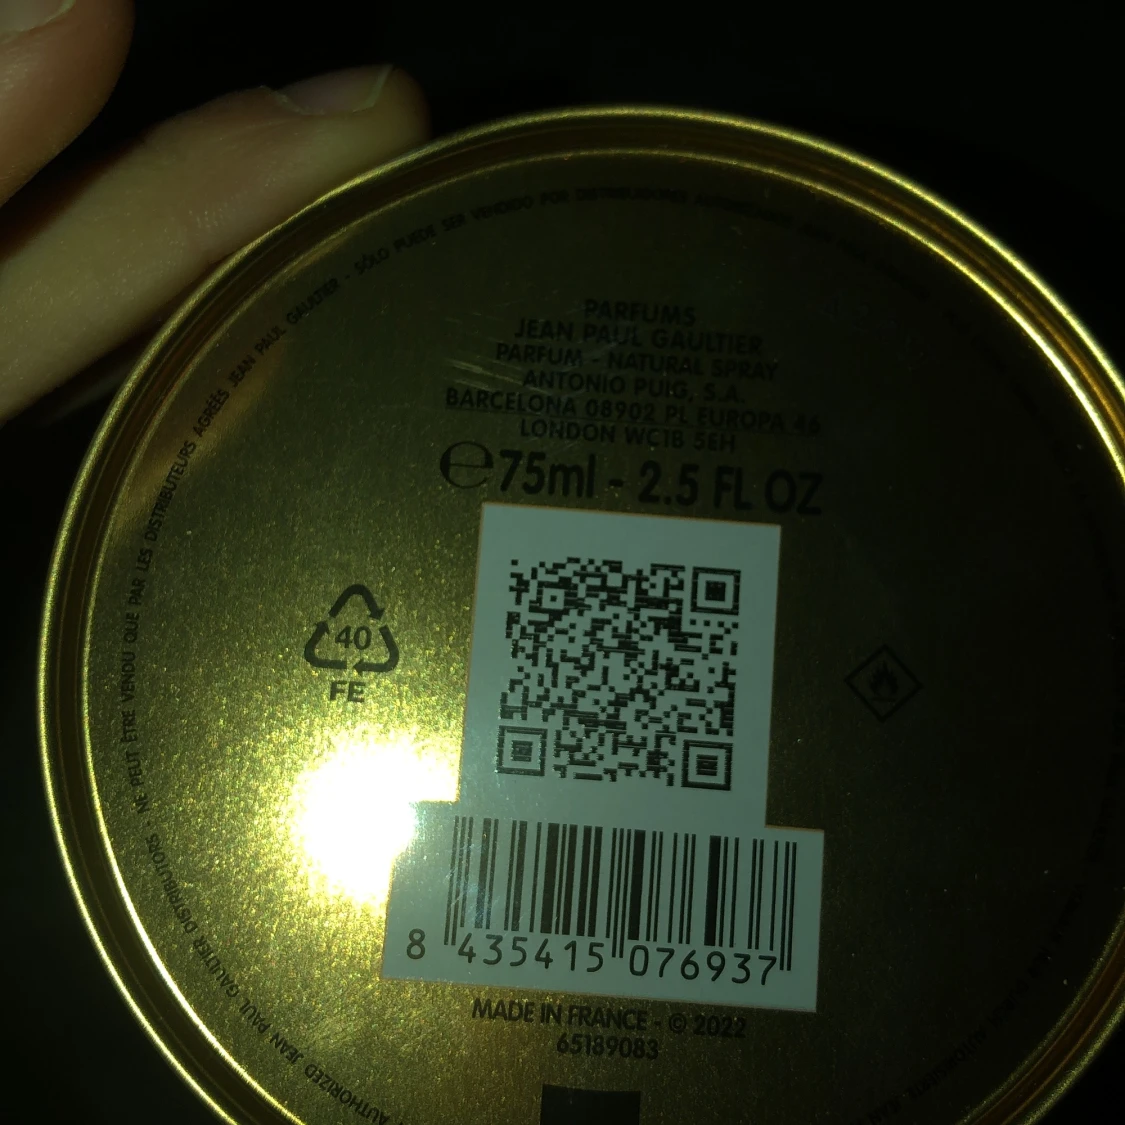 PARFUMS
JEAN PAUL GAULTIER
PARFUM - NATURAL SPRAY
ANTONIO PUIG, S.A.
BARCELONA 08902 PL EUROPA 46
LONDON WC1B 5EH
e 75ml - 2.5 FL OZ
40
FE
8 435415 076937
MADE IN FRANCE - © 2022
65189083
AUTHORIZED JEAN PAUL GAULTIER DISTRIBUTORS. NE PEUT ÊTRE VENDU QUE PAR LES DISTRIBUTEURS AGRÉÉS JEAN PAUL GAULTIER - SÓLO PUEDE SER VENDIDO POR DISTRIBUIDORES